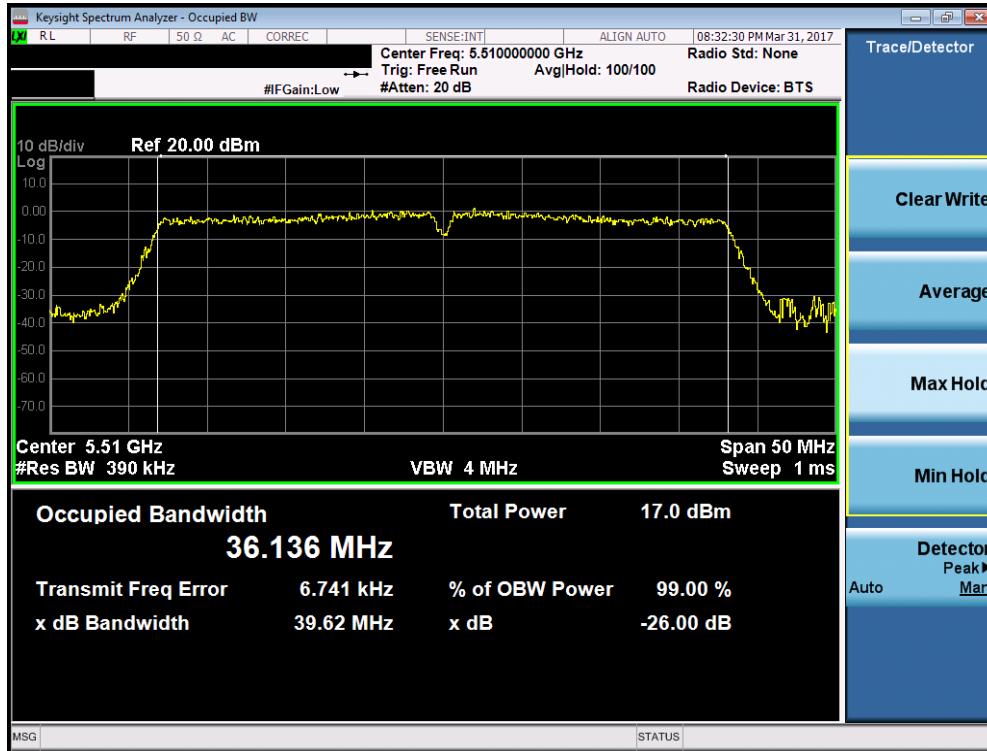 Keysight Spectrum Analyzer - Occupied BW
LXI RL RF 50 Ω AC CORREC SENSE:INT ALIGN AUTO 08:32:30 PM Mar 31, 2017
Center Freq: 5.510000000 GHz Radio Std: None
Trig: Free Run Avg|Hold: 100/100
#IFGain:Low #Atten: 20 dB Radio Device: BTS
Trace/Detector
10 dB/div Ref 20.00 dBm
Log
10.0
0.00
-10.0
-20.0
-30.0
-40.0
-50.0
-60.0
-70.0
Center 5.51 GHz Span 50 MHz
#Res BW 390 kHz VBW 4 MHz Sweep 1 ms
Occupied Bandwidth Total Power 17.0 dBm
36.136 MHz
Transmit Freq Error 6.741 kHz % of OBW Power 99.00 %
x dB Bandwidth 39.62 MHz x dB -26.00 dB
Clear Write
Average
Max Hold
Min Hold
Detector
Peak▶
Auto Man
MSG STATUS